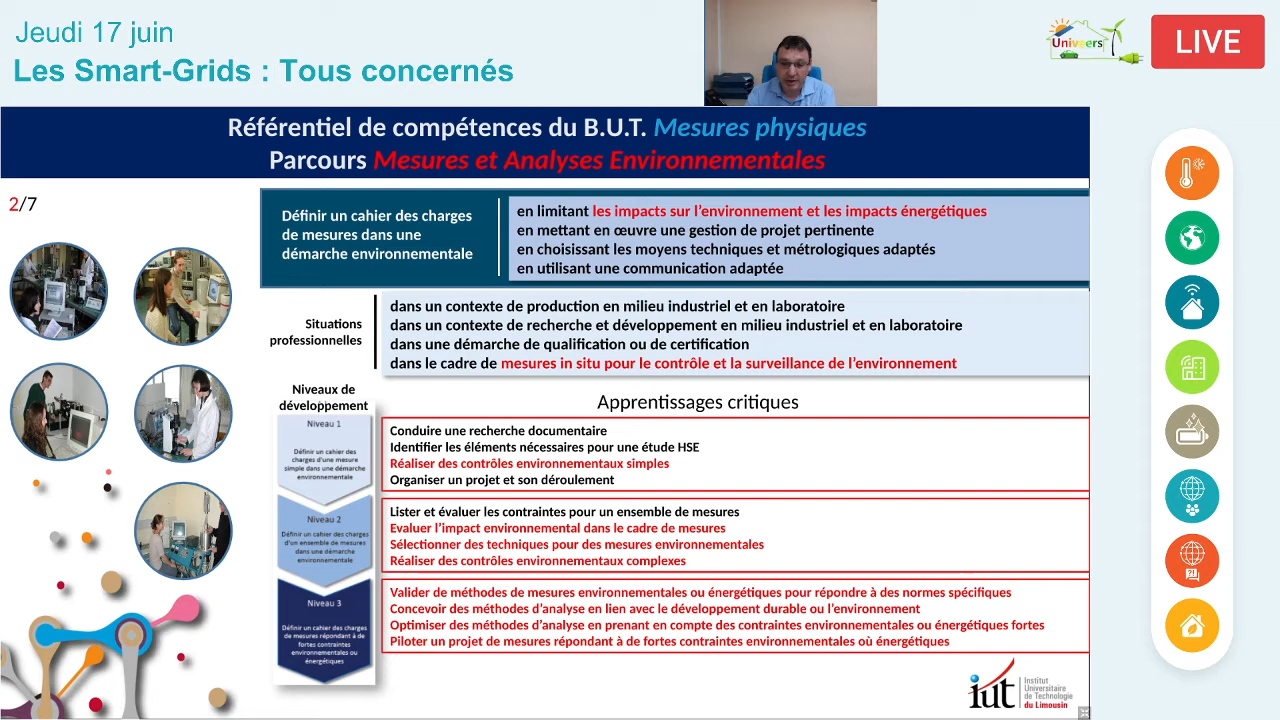 Jeudi 17 juin
Les Smart-Grids : Tous concernés
Univeers
LIVE
Référentiel de compétences du B.U.T. Mesures physiques
Parcours Mesures et Analyses Environnementales
2/7
Définir un cahier des charges
de mesures dans une
démarche environnementale
en limitant les impacts sur l'environnement et les impacts énergétiques
en mettant en œuvre une gestion de projet pertinente
en choisissant les moyens techniques et métrologiques adaptés
en utilisant une communication adaptée
Situations
professionnelles
dans un contexte de production en milieu industriel et en laboratoire
dans un contexte de recherche et développement en milieu industriel et en laboratoire
dans une démarche de qualification ou de certification
dans le cadre de mesures in situ pour le contrôle et la surveillance de l'environnement
Niveaux de
développement
Apprentissages critiques
Niveau 1
Définir un cahier des
charges d'une mesure
simple dans une démarche
environnementale
Conduire une recherche documentaire
Identifier les éléments nécessaires pour une étude HSE
Réaliser des contrôles environnementaux simples
Organiser un projet et son déroulement
Niveau 2
Définir un cahier des charges
d'un ensemble de mesures
dans une démarche
environnementale
Lister et évaluer les contraintes pour un ensemble de mesures
Evaluer l'impact environnemental dans le cadre de mesures
Sélectionner des techniques pour des mesures environnementales
Réaliser des contrôles environnementaux complexes
Niveau 3
Définir un cahier des charges
de mesures répondant à de
fortes contraintes
environnementales ou
énergétiques
Valider de méthodes de mesures environnementales ou énergétiques pour répondre à des normes spécifiques
Concevoir des méthodes d'analyse en lien avec le développement durable ou l'environnement
Optimiser des méthodes d'analyse en prenant en compte des contraintes environnementales ou énergétiques fortes
Piloter un projet de mesures répondant à de fortes contraintes environnementales où énergétiques
iut
Institut
Universitaire
de Technologie
du Limousin